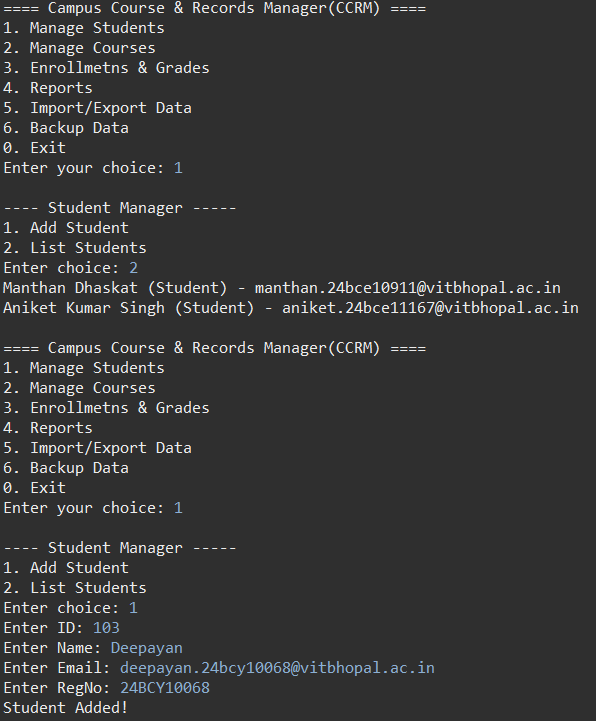 ==== Campus Course & Records Manager(CCRM) ====
1. Manage Students
2. Manage Courses
3. Enrollmetns & Grades
4. Reports
5. Import/Export Data
6. Backup Data
0. Exit
Enter your choice: 1

---- Student Manager -----
1. Add Student
2. List Students
Enter choice: 2
Manthan Dhaskat (Student) - manthan.24bce10911@vitbhopal.ac.in
Aniket Kumar Singh (Student) - aniket.24bce11167@vitbhopal.ac.in

==== Campus Course & Records Manager(CCRM) ====
1. Manage Students
2. Manage Courses
3. Enrollmetns & Grades
4. Reports
5. Import/Export Data
6. Backup Data
0. Exit
Enter your choice: 1

---- Student Manager -----
1. Add Student
2. List Students
Enter choice: 1
Enter ID: 103
Enter Name: Deepayan
Enter Email: deepayan.24bcy10068@vitbhopal.ac.in
Enter RegNo: 24BCY10068
Student Added!